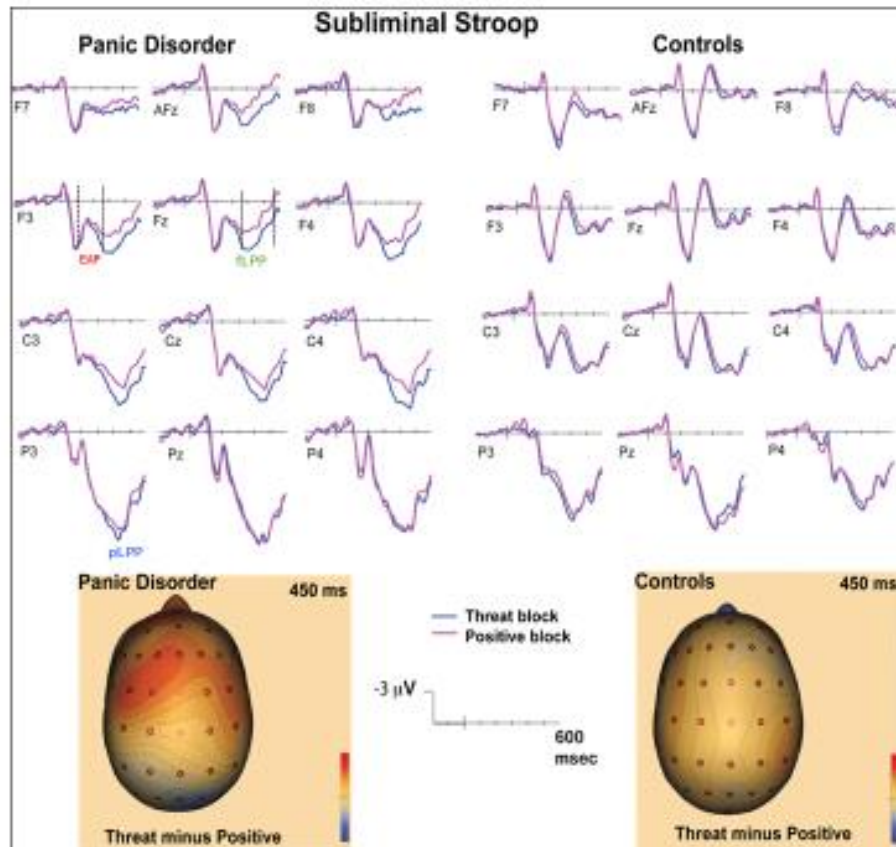 Subliminal Stroop
Panic Disorder
Controls
F7
AFz
F8
F7
AFz
F8
F3
Fz
F4
F3
Fz
F4
EAP
fLPP
C3
Cz
C4
C3
Cz
C4
P3
Pz
P4
P3
Pz
P4
pLPP
Panic Disorder
450 ms
Controls
450 ms
Threat block
Positive block
-3 µV
600
msec
Threat minus Positive
Threat minus Positive